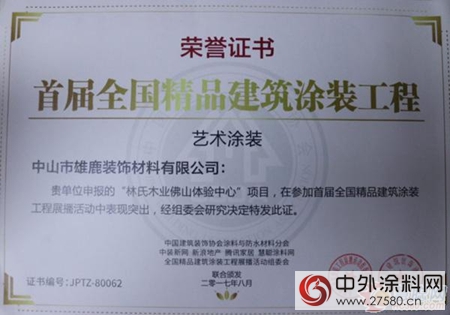 荣誉证书
首届全国精品建筑涂装工程
艺术涂装
中山市雄鹿装饰材料有限公司：
贵单位申报的“林氏木业佛山体验中心”项目，在参加首届全国精品建筑涂装
工程展播活动中表现突出，经组委会研究决定特发此证。
中国建筑装饰协会涂料与防水材料分会
中装新网 新浪地产 腾讯家居 慧聪涂料网
全国精品建筑涂装工程展播活动组委会
联合颁发
二〇一七年八月
证书编号：JPTZ-80062
中外涂料网
www.27580.cn